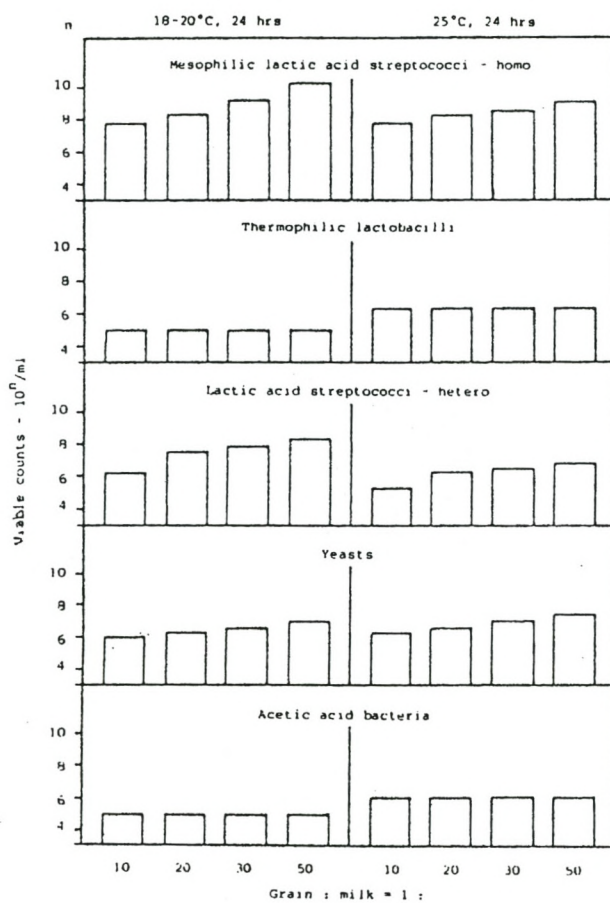 n 18-20°C, 24 hrs 25°C, 24 hrs
Mesophilic lactic acid streptococci - homo
10
8
6
4
Thermophilic lactobacilli
10
8
6
4
Lactic acid streptococci - hetero
10
8
6
4
Yeasts
10
8
6
4
Acetic acid bacteria
10
8
6
4
10 20 30 50 10 20 30 50
Grain : milk = 1 :
Viable counts - 10ⁿ/ml